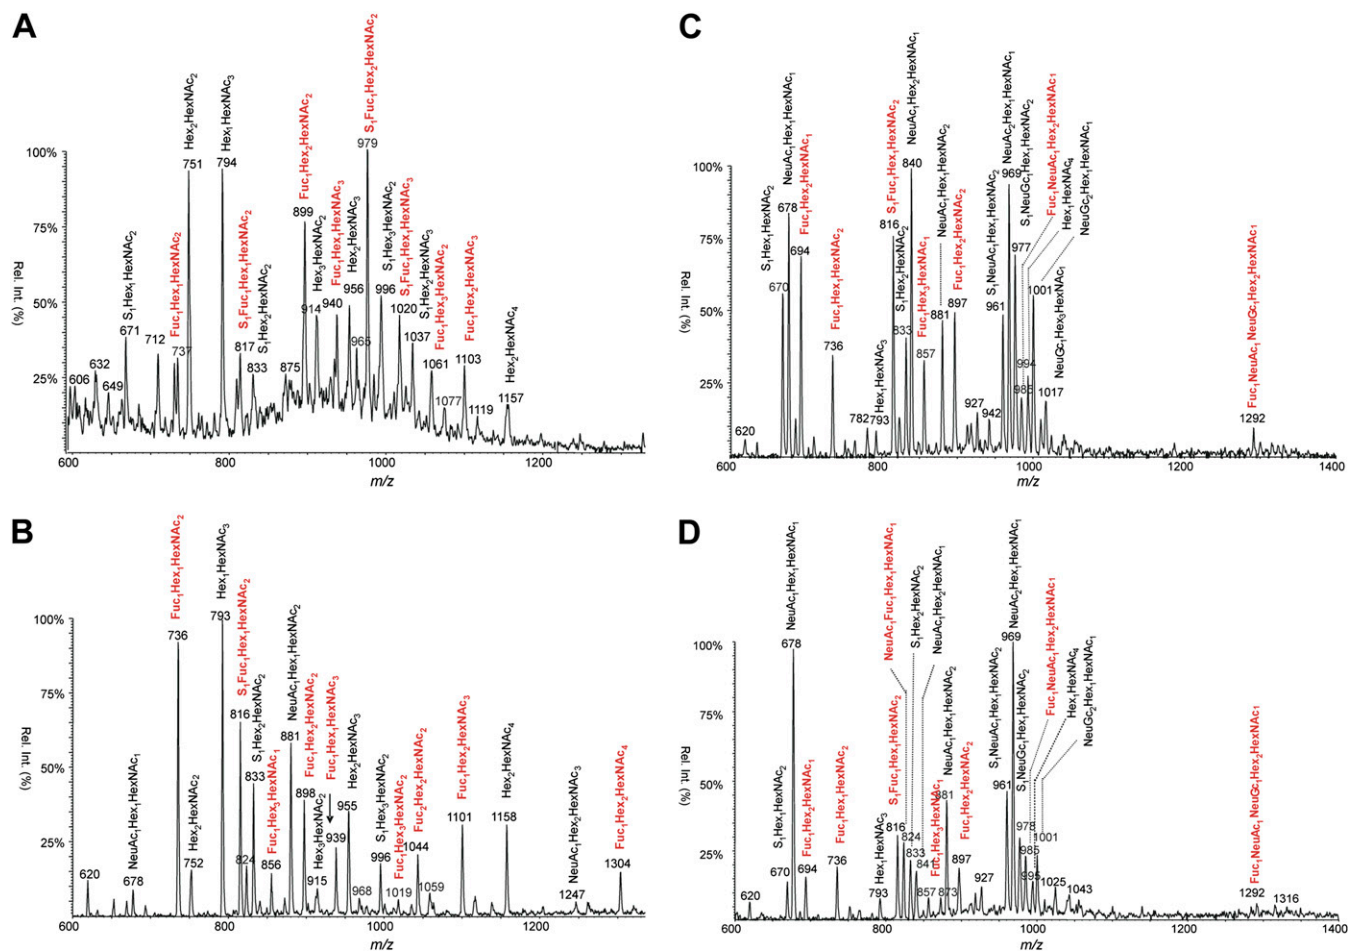 A
S₁Hex₁HexNAc₂
Fuc₁Hex₁HexNAc₂
Hex₂HexNAc₂
Hex₁HexNAc₃
S₁Fuc₁Hex₁HexNAc₂
S₁Hex₂HexNAc₂
Fuc₁Hex₂HexNAc₂
Hex₃HexNAc₂
Fuc₁Hex₁HexNAc₃
Hex₂HexNAc₃
S₁Fuc₁Hex₂HexNAc₂
S₁Hex₃HexNAc₂
S₁Fuc₁Hex₁HexNAc₃
S₁Hex₂HexNAc₃
Fuc₁Hex₃HexNAc₂
Fuc₁Hex₂HexNAc₃
Hex₂HexNAc₄
606 632 649 671 712 737 751 794 817 833 875 899 914 940 956 965 979 996 1020 1037 1061 1077 1103 1119 1157
100%
75%
50%
25%
Rel. Int. (%)
600 800 1000 1200
m/z
B
NeuAc₁Hex₁HexNAc₁
Fuc₁Hex₁HexNAc₂
Hex₂HexNAc₂
Hex₁HexNAc₃
S₁Fuc₁Hex₁HexNAc₂
S₁Hex₂HexNAc₂
Fuc₁Hex₃HexNAc₁
NeuAc₁Hex₁HexNAc₂
Fuc₁Hex₂HexNAc₂
Hex₃HexNAc₂
Fuc₁Hex₁HexNAc₃
Hex₂HexNAc₃
S₁Hex₃HexNAc₂
Fuc₁Hex₃HexNAc₂
Fuc₂Hex₂HexNAc₂
Fuc₁Hex₂HexNAc₃
Hex₂HexNAc₄
NeuAc₁Hex₂HexNAc₃
Fuc₁Hex₂HexNAc₄
620 678 736 752 793 816 824 833 856 881 898 915 939 955 968 996 1019 1044 1059 1101 1158 1247 1304
100%
75%
50%
25%
Rel. Int. (%)
600 800 1000 1200
m/z
C
S₁Hex₁HexNAc₂
NeuAc₁Hex₁HexNAc₁
Fuc₁Hex₂HexNAc₁
Fuc₁Hex₁HexNAc₂
Hex₁HexNAc₃
S₁Fuc₁Hex₁HexNAc₂
S₁Hex₂HexNAc₂
NeuAc₁Hex₂HexNAc₁
Fuc₁Hex₃HexNAc₁
NeuAc₁Hex₁HexNAc₂
Fuc₁Hex₂HexNAc₂
S₁NeuAc₁Hex₁HexNAc₂
NeuAc₂Hex₁HexNAc₁
S₁NeuGc₁Hex₁HexNAc₂
Fuc₁NeuAc₁Hex₂HexNAc₁
Hex₁HexNAc₄
NeuGc₂Hex₁HexNAc₁
NeuGc₁Hex₃HexNAc₁
Fuc₁NeuAc₁NeuGc₁Hex₂HexNAc₁
620 670 678 694 736 782 793 816 833 840 857 881 897 927 942 961 969 977 985 994 1001 1017 1292
100%
75%
50%
25%
Rel. Int. (%)
600 800 1000 1200 1400
m/z
D
S₁Hex₁HexNAc₂
NeuAc₁Hex₁HexNAc₁
Fuc₁Hex₂HexNAc₁
Fuc₁Hex₁HexNAc₂
Hex₁HexNAc₃
S₁Fuc₁Hex₁HexNAc₂
NeuAc₁Fuc₁Hex₁HexNAc₁
S₁Hex₂HexNAc₂
NeuAc₁Hex₂HexNAc₁
Fuc₁Hex₃HexNAc₁
NeuAc₁Hex₁HexNAc₂
Fuc₁Hex₂HexNAc₂
S₁NeuAc₁Hex₁HexNAc₂
NeuAc₂Hex₁HexNAc₁
S₁NeuGc₁Hex₁HexNAc₂
Fuc₁NeuAc₁Hex₂HexNAc₁
Hex₁HexNAc₄
NeuGc₂Hex₁HexNAc₁
Fuc₁NeuAc₁NeuGc₁Hex₂HexNAc₁
620 670 678 694 736 793 816 824 833 841 857 873 881 897 927 961 969 978 985 995 1001 1025 1043 1292 1316
100%
75%
50%
25%
Rel. Int. (%)
600 800 1000 1200 1400
m/z